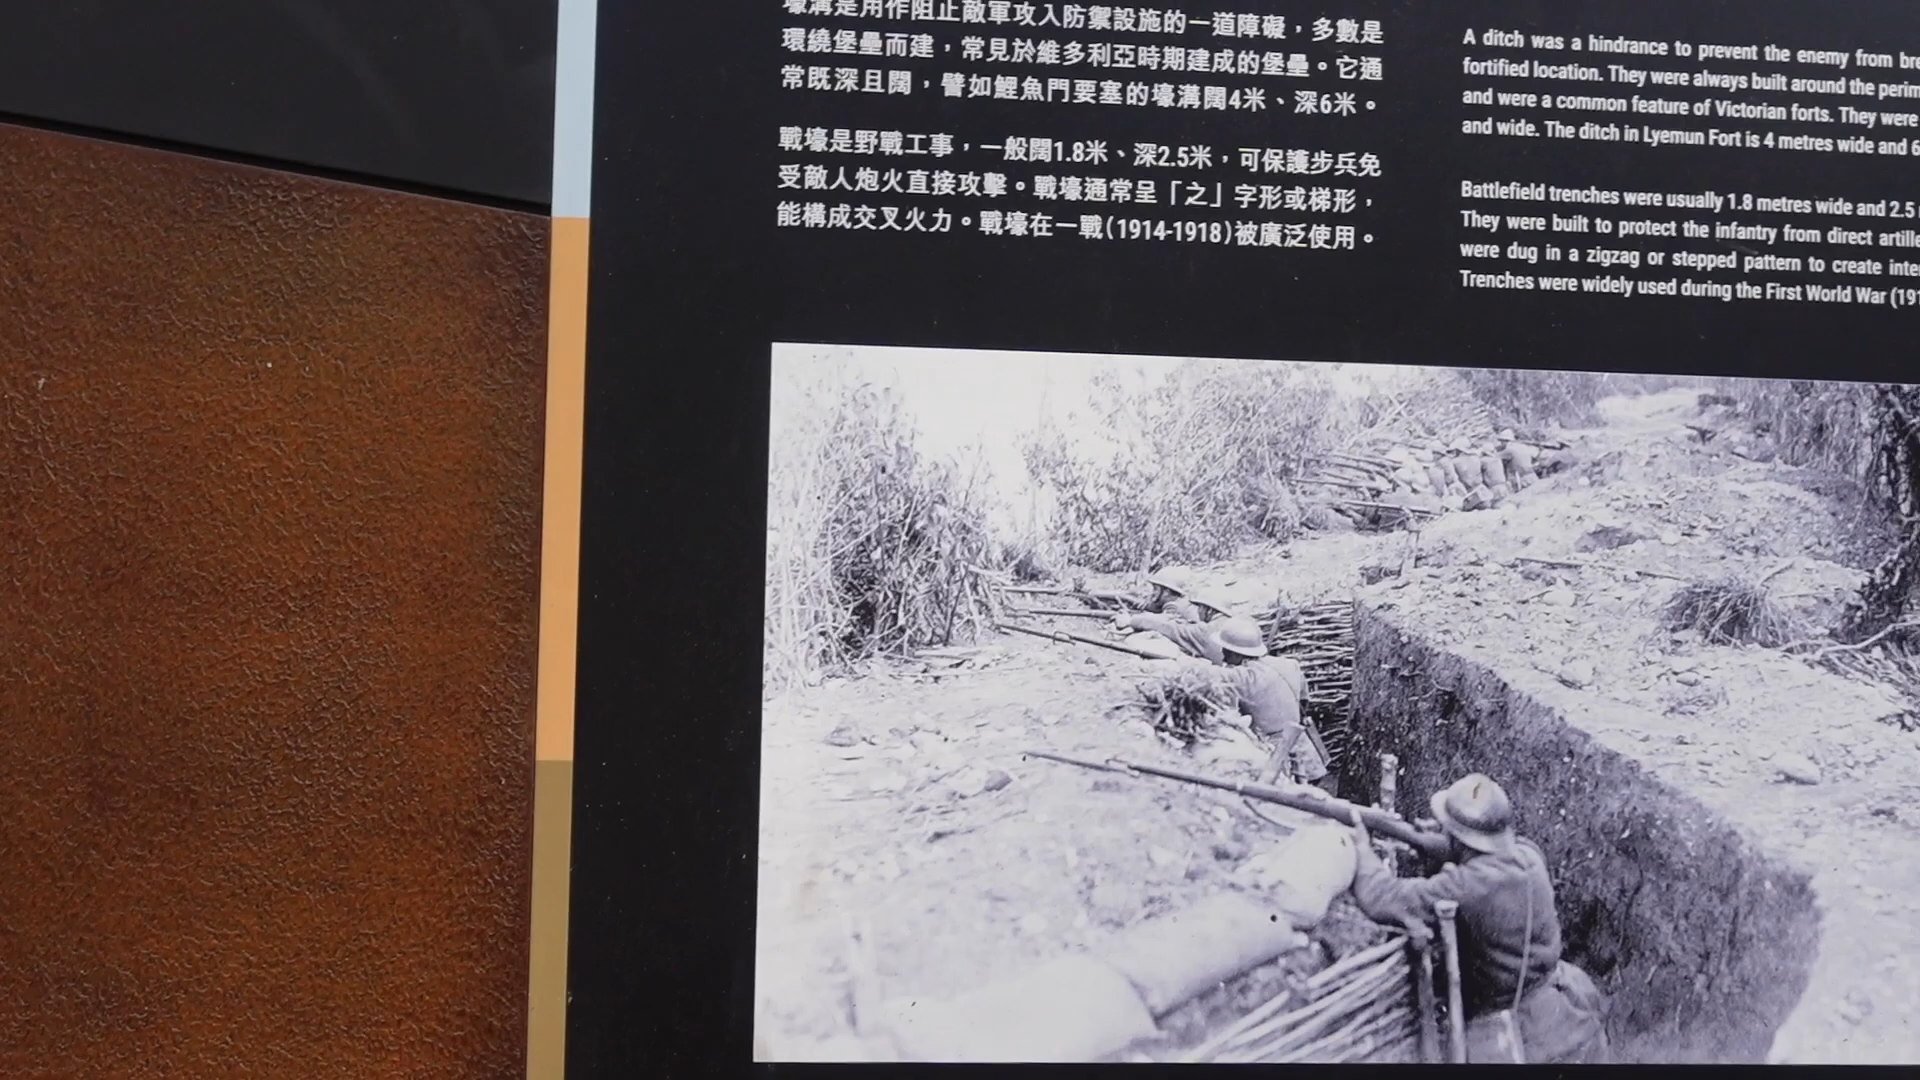 壕溝是用作阻止敵軍攻入防禦設施的一道障礙，多數是
環繞堡壘而建，常見於維多利亞時期建成的堡壘。它通
常既深且闊，譬如鯉魚門要塞的壕溝闊4米、深6米。
戰壕是野戰工事，一般闊1.8米、深2.5米，可保護步兵免
受敵人炮火直接攻擊。戰壕通常呈「之」字形或梯形，
能構成交叉火力。戰壕在一戰(1914-1918)被廣泛使用。
A ditch was a hindrance to prevent the enemy from
fortified location. They were always built around the
and were a common feature of Victorian forts. They were
and wide. The ditch in Lyemun Fort is 4 metres wide and 6
Battlefield trenches were usually 1.8 metres wide and 2.5
They were built to protect the infantry from direct
were dug in a zigzag or stepped pattern to create
Trenches were widely used during the First World War